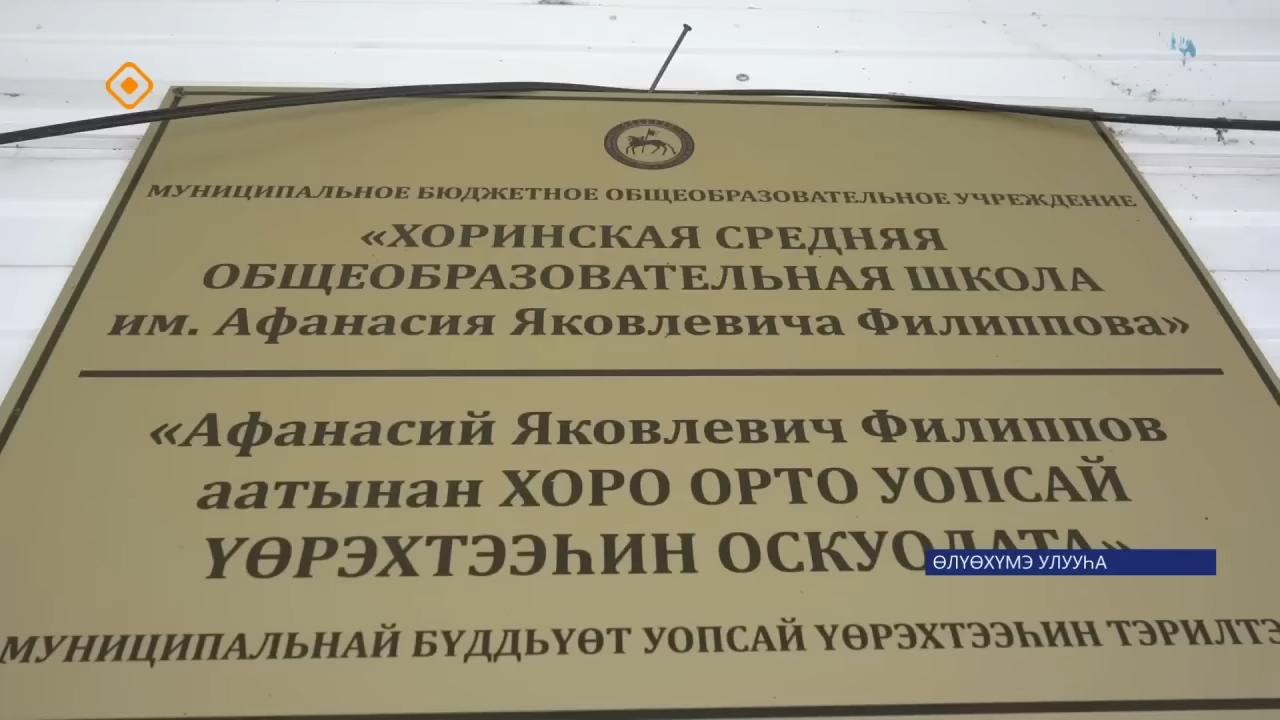 МУНИЦИПАЛЬНОЕ БЮДЖЕТНОЕ ОБЩЕОБРАЗОВАТЕЛЬНОЕ УЧРЕЖДЕНИЕ
«ХОРИНСКАЯ СРЕДНЯЯ
ОБЩЕОБРАЗОВАТЕЛЬНАЯ ШКОЛА
им. Афанасия Яковлевича Филиппова»
«Афанасий Яковлевич Филиппов
аатынан ХОРО ОРТО УОПСАЙ
ҮӨРЭХТЭЭҺИН ОСКУОЛАТА»
ӨЛҮӨХҮМЭ УЛУУҺА
МУНИЦИПАЛЬНАЙ БҮДДЬҮӨТ УОПСАЙ ҮӨРЭХТЭЭҺИН ТЭРИЛТЭ